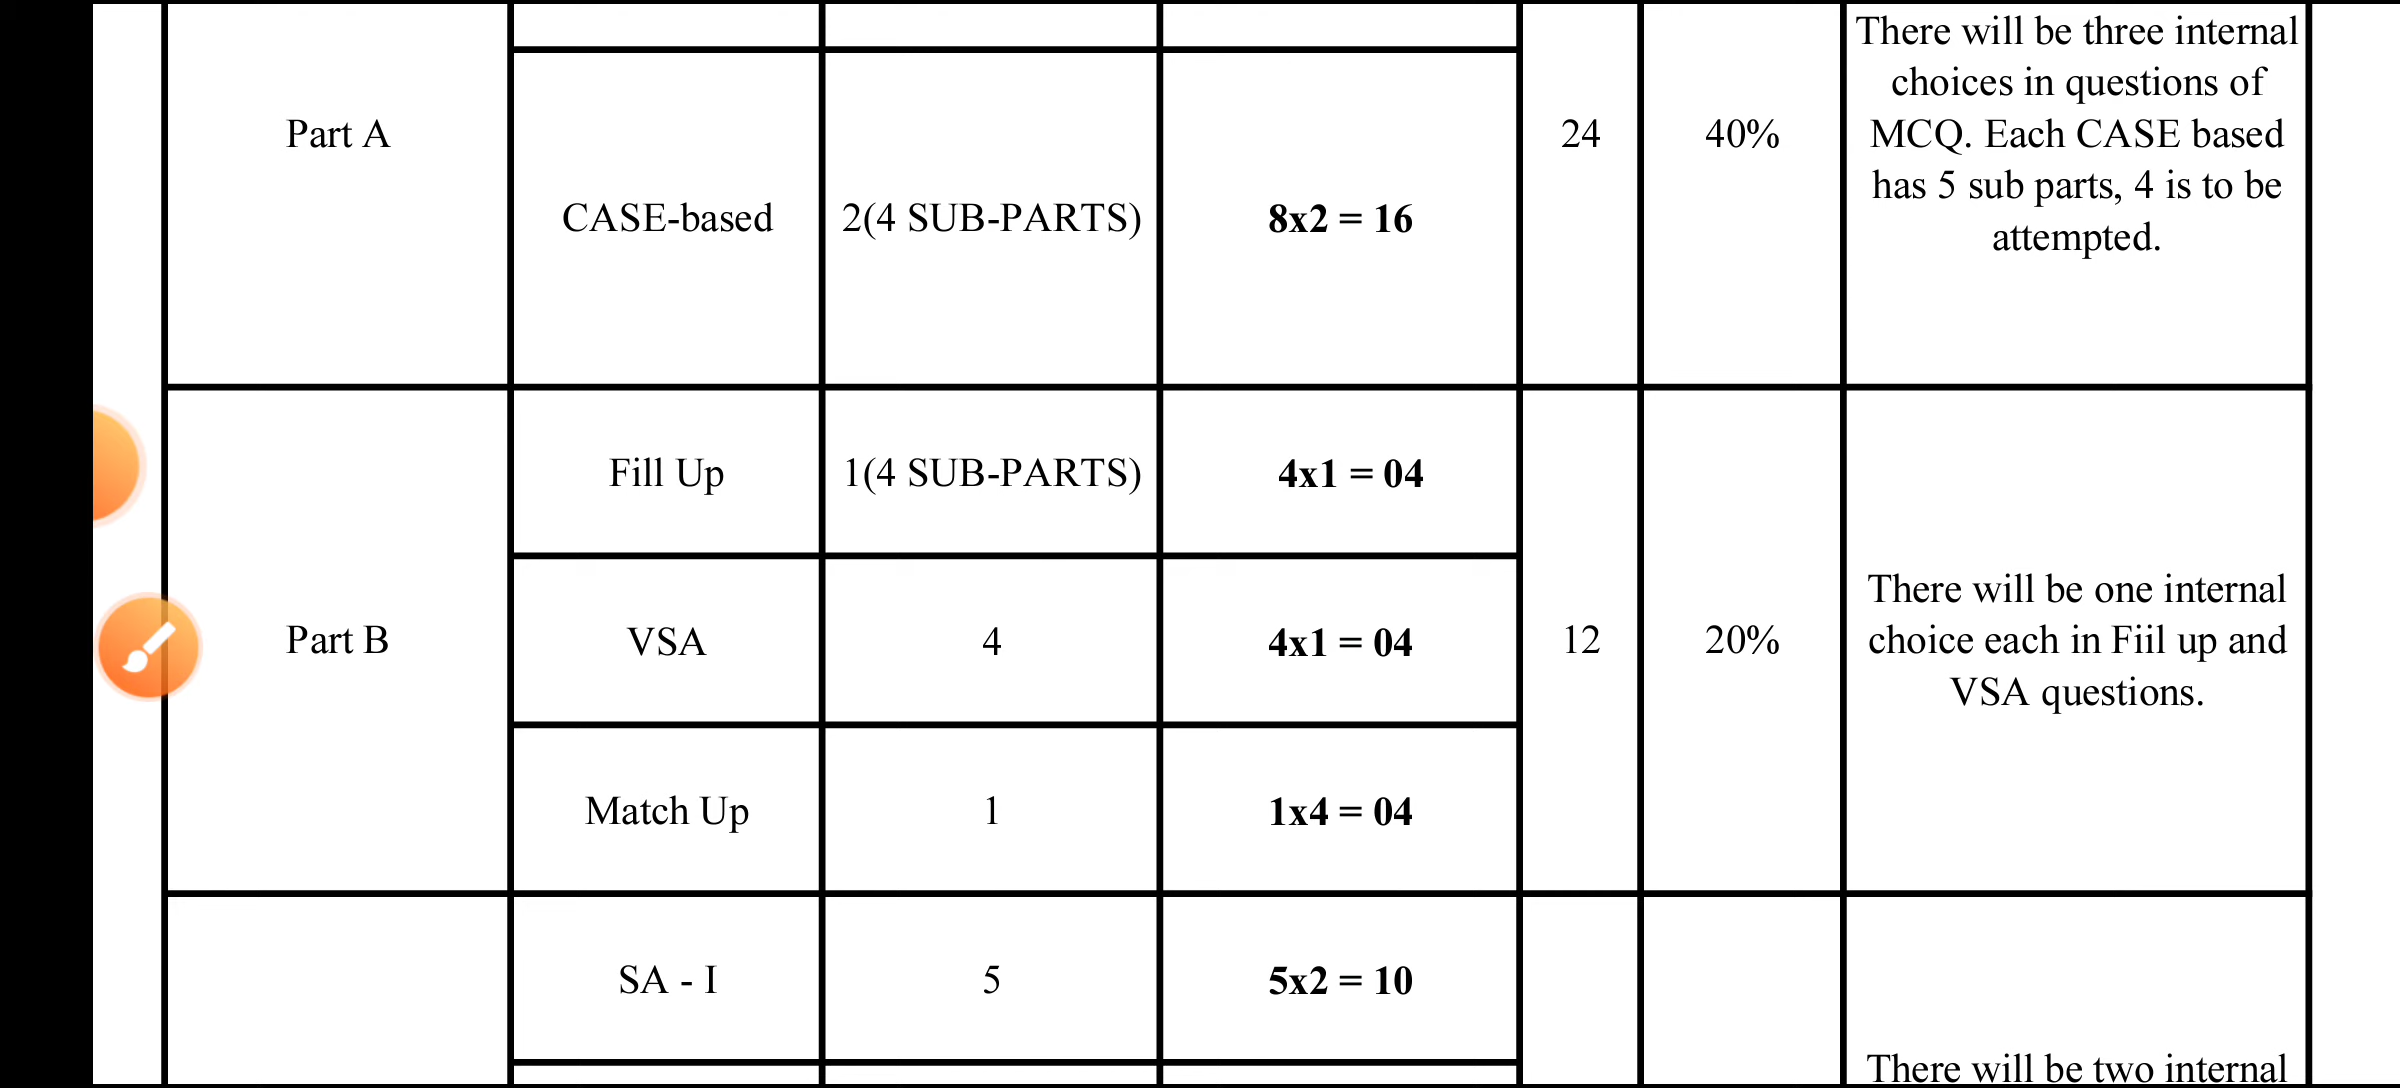 There will be three internal
choices in questions of
MCQ. Each CASE based
has 5 sub parts, 4 is to be
attempted.
Part A
CASE-based
2(4 SUB-PARTS)
8x2 = 16
24
40%
Part B
Fill Up
1(4 SUB-PARTS)
4x1 = 04
VSA
4
4x1 = 04
Match Up
1
1x4 = 04
12
20%
There will be one internal
choice each in Fiil up and
VSA questions.
SA - I
5
5x2 = 10
There will be two internal